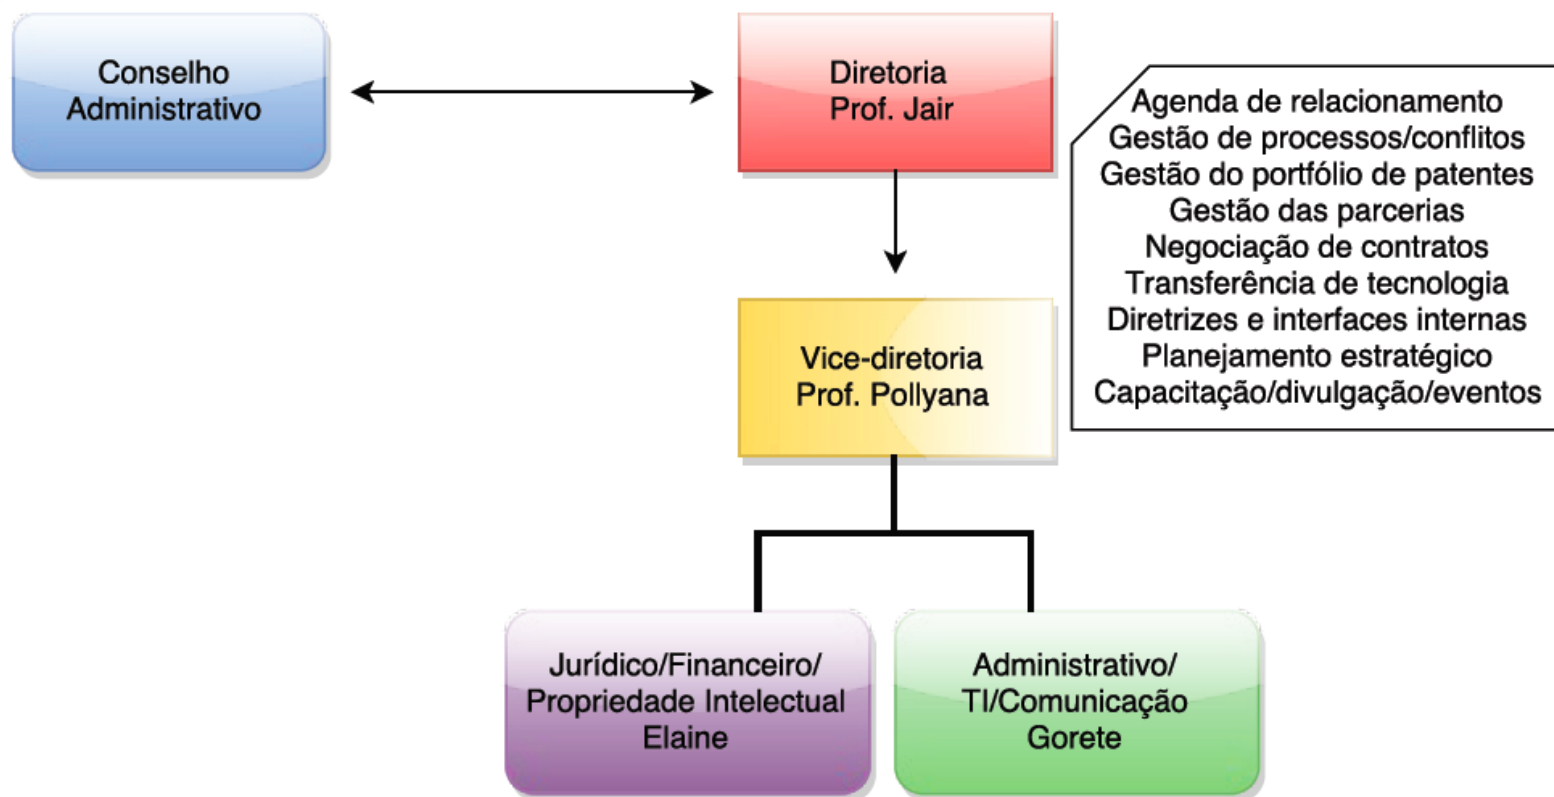 Conselho
Administrativo
Diretoria
Prof. Jair
Agenda de relacionamento
Gestão de processos/conflitos
Gestão do portfólio de patentes
Gestão das parcerias
Negociação de contratos
Transferência de tecnologia
Diretrizes e interfaces internas
Planejamento estratégico
Capacitação/divulgação/eventos
Vice-diretoria
Prof. Pollyana
Jurídico/Financeiro/
Propriedade Intelectual
Elaine
Administrativo/
TI/Comunicação
Gorete